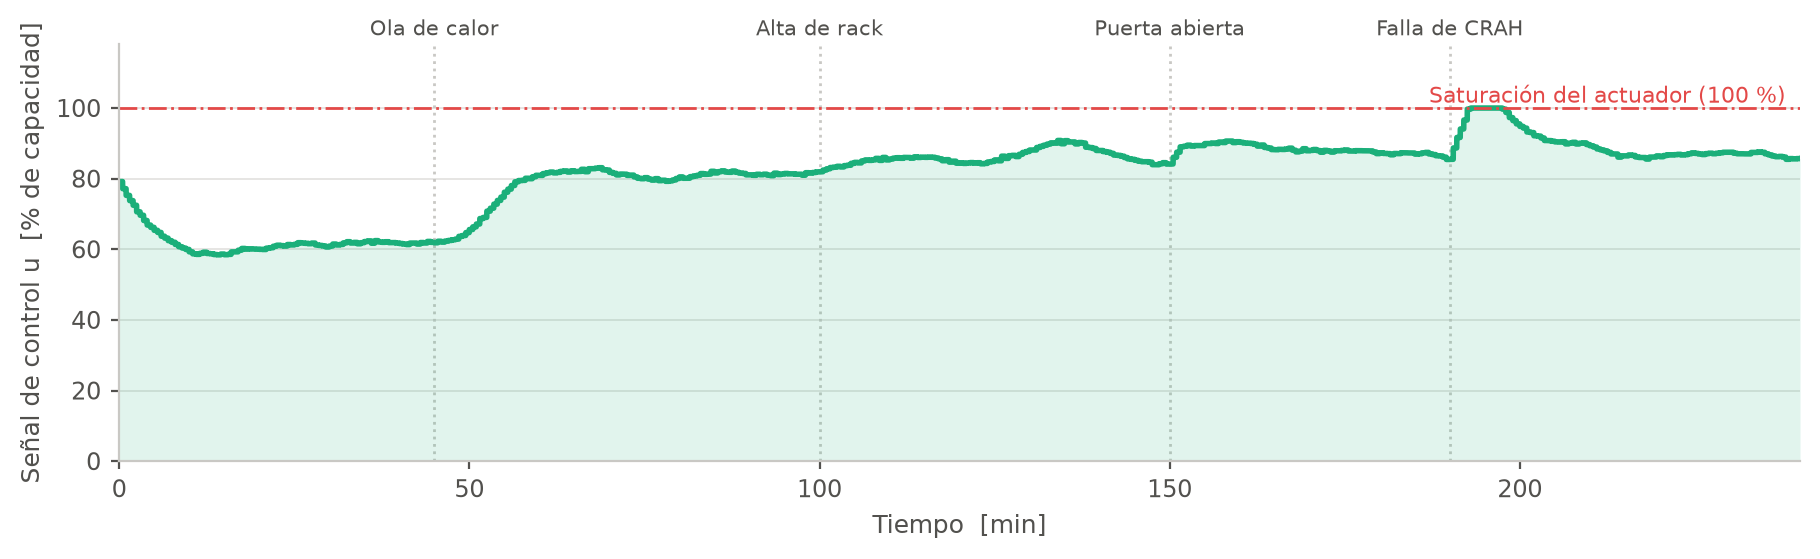 Ola de calor
Alta de rack
Puerta abierta
Falla de CRAH
Saturación del actuador (100 %)
Señal de control u [% de capacidad]
100
80
60
40
20
0
0
50
100
150
200
Tiempo [min]